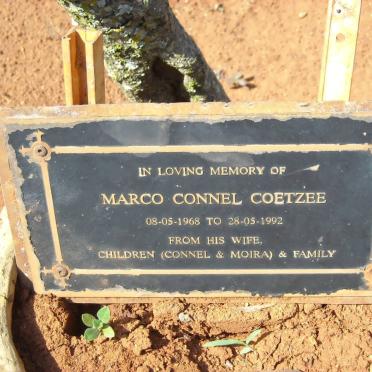 IN LOVING MEMORY OF
MARCO CONNEL COETZEE
08-05-1968 TO 28-05-1992
FROM HIS WIFE,
CHILDREN (CONNEL & MOIRA) & FAMILY